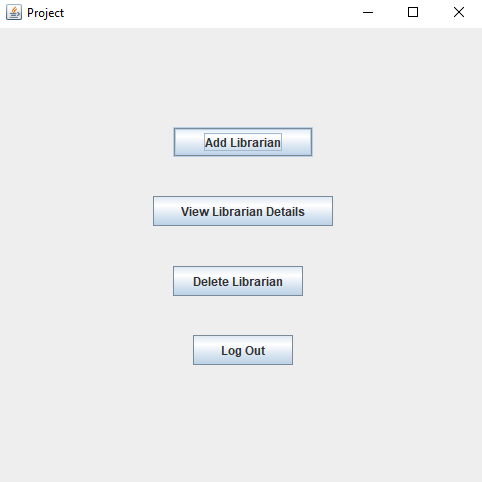 Project
Add Librarian
View Librarian Details
Delete Librarian
Log Out